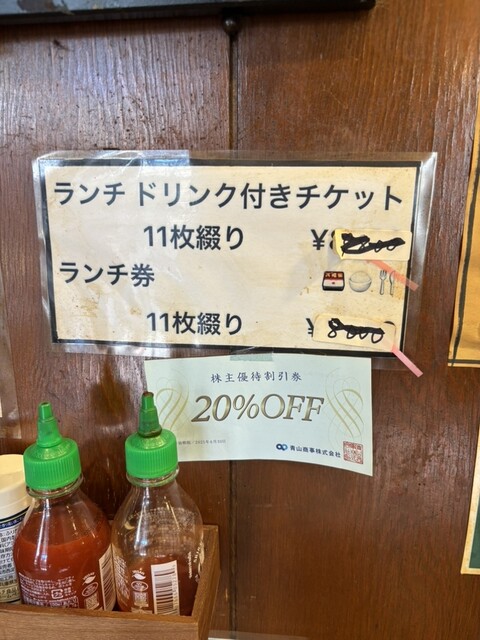 ランチ ドリンク付きチケット
11枚綴り ¥8
ランチ券
11枚綴り ¥8000
株主優待割引券
20%OFF
青山商事株式会社